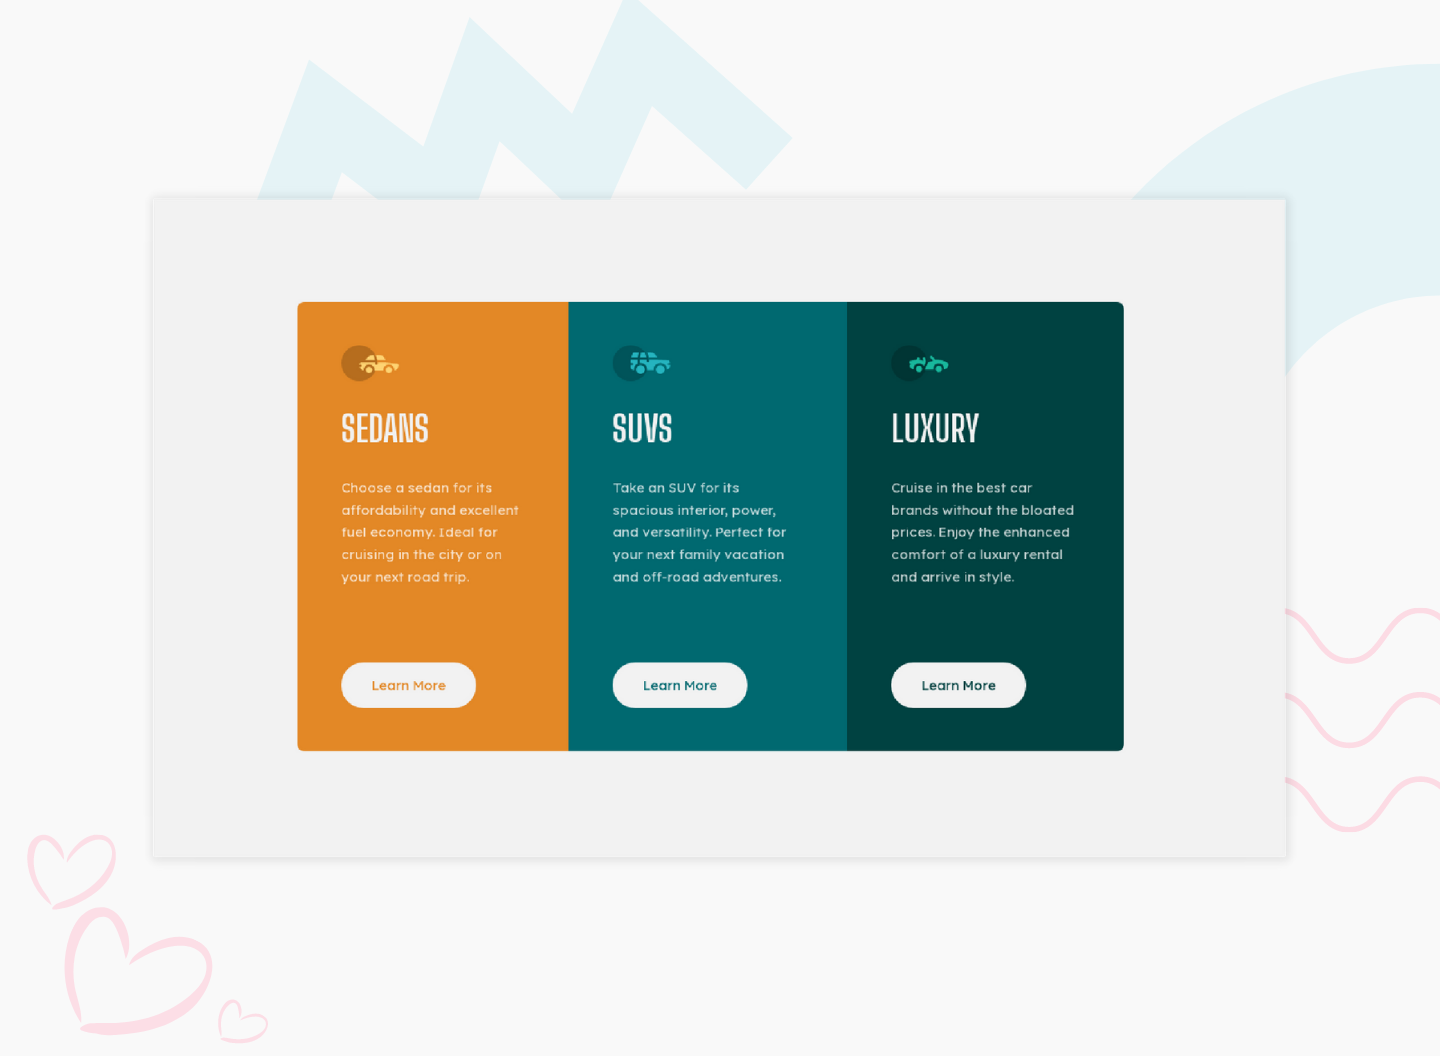 SEDANS
Choose a sedan for its
affordability and excellent
fuel economy. Ideal for
cruising in the city or on
your next road trip.
Learn More
SUVS
Take an SUV for its
spacious interior, power,
and versatility. Perfect for
your next family vacation
and off-road adventures.
Learn More
LUXURY
Cruise in the best car
brands without the bloated
prices. Enjoy the enhanced
comfort of a luxury rental
and arrive in style.
Learn More